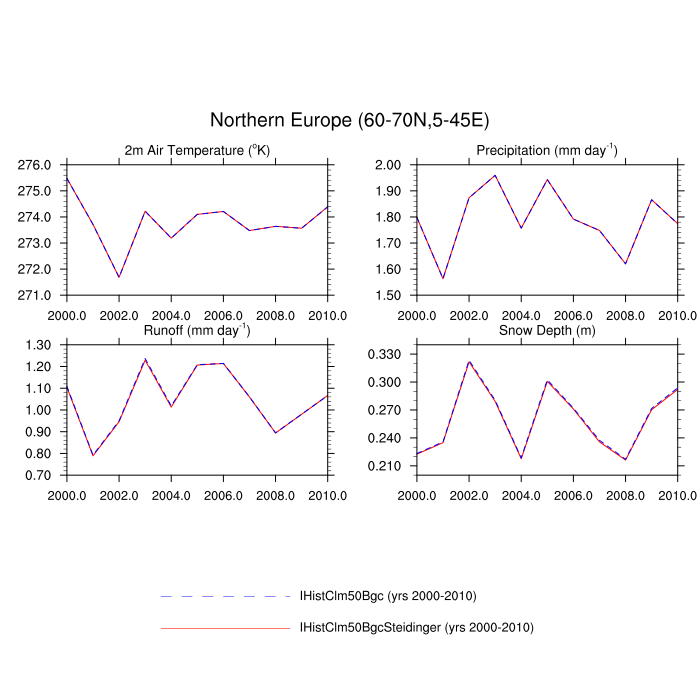 Northern Europe (60-70N,5-45E)
2m Air Temperature (°K)
276.0
275.0
274.0
273.0
272.0
271.0
2000.0 2002.0 2004.0 2006.0 2008.0 2010.0
Precipitation (mm day⁻¹)
2.00
1.90
1.80
1.70
1.60
1.50
2000.0 2002.0 2004.0 2006.0 2008.0 2010.0
Runoff (mm day⁻¹)
1.30
1.20
1.10
1.00
0.90
0.80
0.70
2000.0 2002.0 2004.0 2006.0 2008.0 2010.0
Snow Depth (m)
0.330
0.300
0.270
0.240
0.210
2000.0 2002.0 2004.0 2006.0 2008.0 2010.0
IHistClm50Bgc (yrs 2000-2010)
IHistClm50BgcSteidinger (yrs 2000-2010)